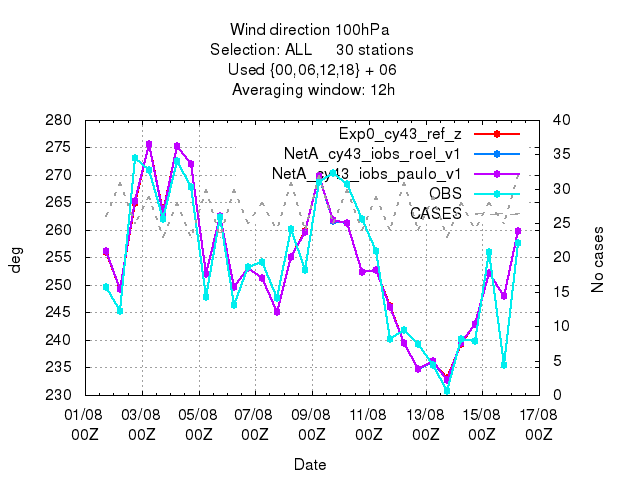 Wind direction 100hPa
Selection: ALL 30 stations
Used {00,06,12,18} + 06
Averaging window: 12h
280 40
275 35
270 30
265 25
260 20
255 15
250 10
245 5
240 0
235
230
deg
No cases
Exp0_cy43_ref_z
NetA_cy43_iobs_roel_v1
NetA_cy43_iobs_paulo_v1
OBS
CASES
01/08 03/08 05/08 07/08 09/08 11/08 13/08 15/08 17/08
00Z 00Z 00Z 00Z 00Z 00Z 00Z 00Z 00Z
Date